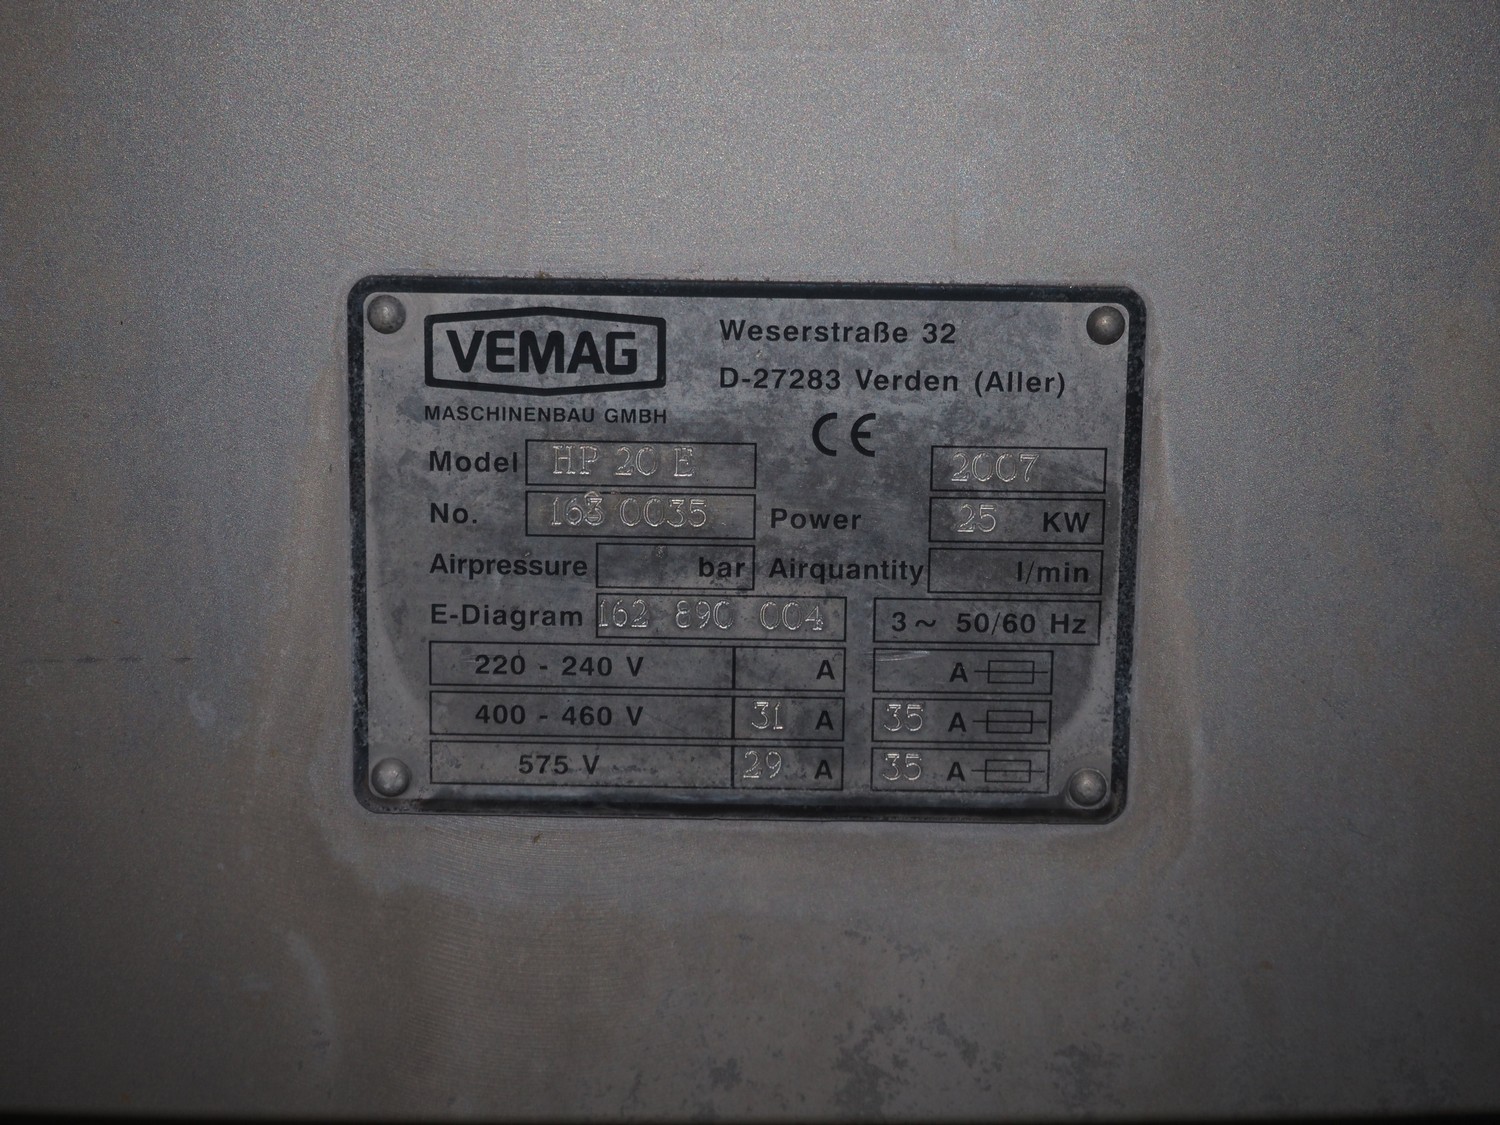 VEMAG
MASCHINENBAU GMBH
Weserstraße 32
D-27283 Verden (Aller)
CE
Model HP 20 E 2007
No. 163 0035 Power 25 KW
Airpressure bar Airquantity l/min
E-Diagram 162 890 004 3~ 50/60 Hz
220 - 240 V A A
400 - 460 V 31 A 35 A
575 V 29 A 35 A